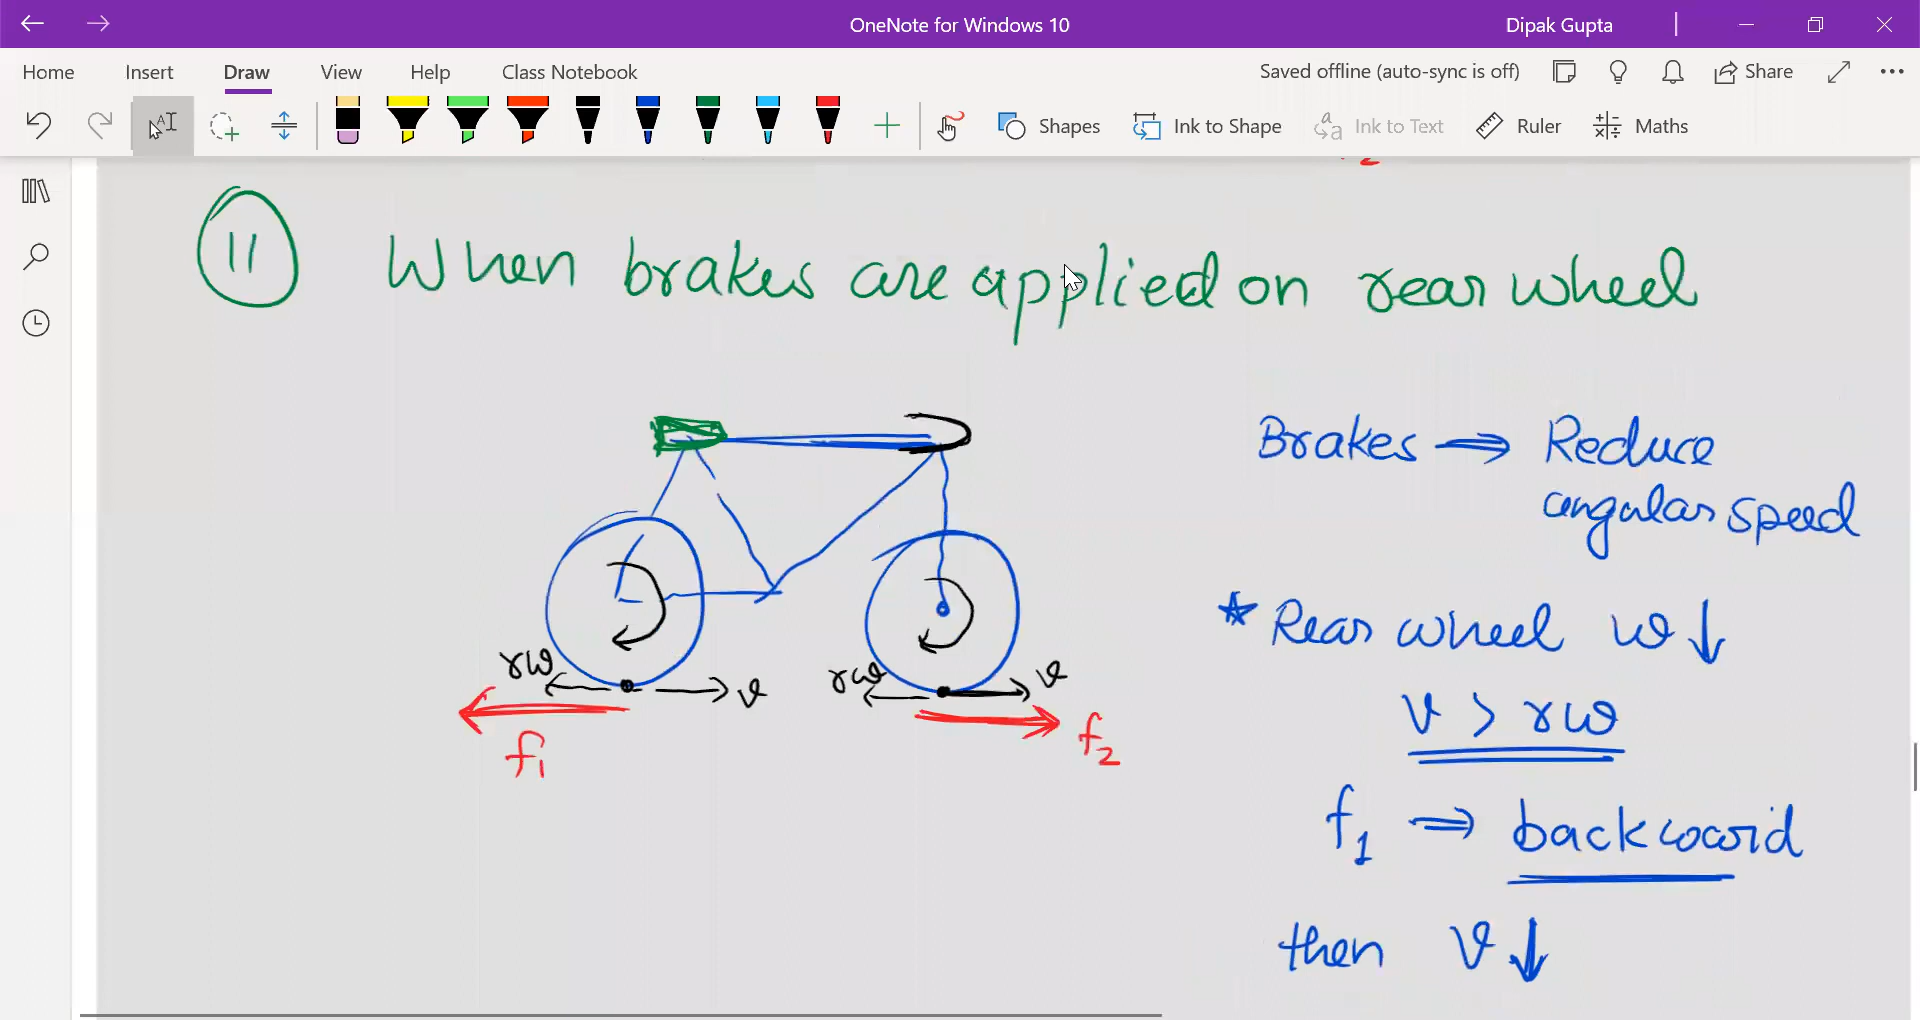 OneNote for Windows 10
Dipak Gupta
Home Insert Draw View Help Class Notebook
Saved offline (auto-sync is off) Share
Shapes Ink to Shape Ink to Text Ruler Maths
11 When brakes are applied on rear wheel
Brakes ⇒ Reduce
angular speed
* Rear wheel ω ↓
v > rω
f1 ⇒ backward
then v ↓
rω v rω v
f1 f2